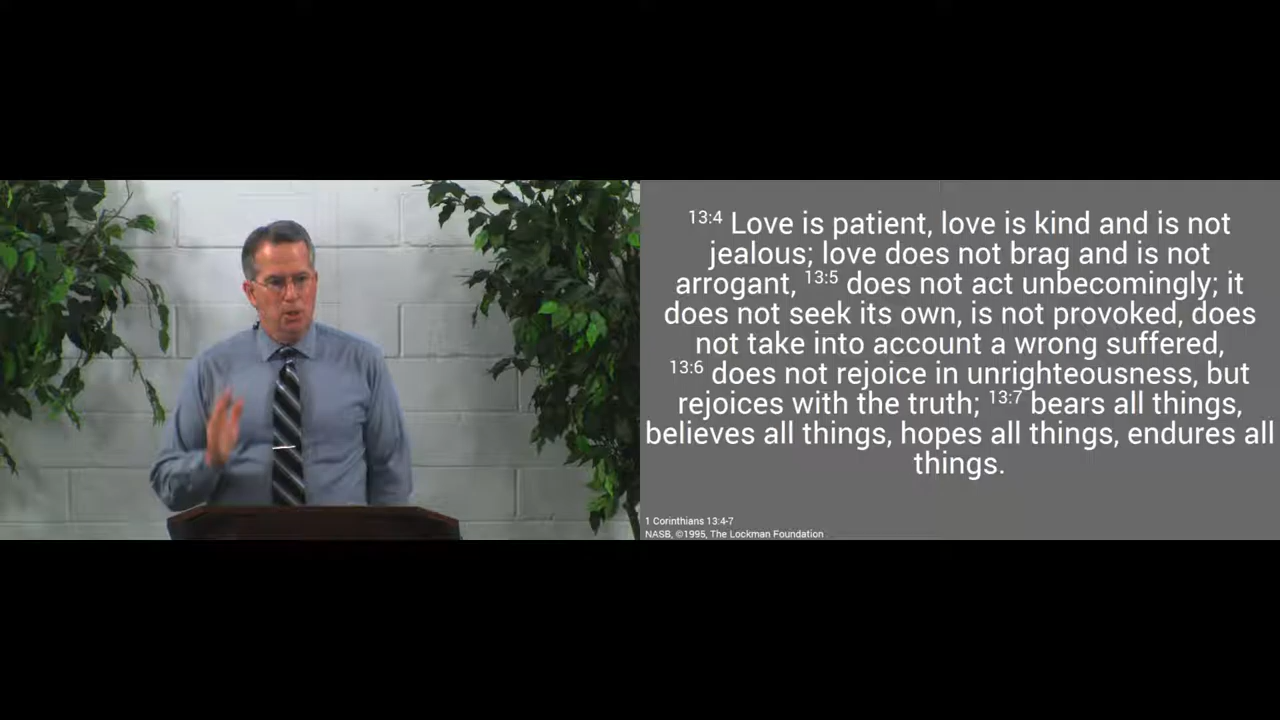 13:4 Love is patient, love is kind and is not
jealous; love does not brag and is not
arrogant, 13:5 does not act unbecomingly; it
does not seek its own, is not provoked, does
not take into account a wrong suffered,
13:6 does not rejoice in unrighteousness, but
rejoices with the truth; 13:7 bears all things,
believes all things, hopes all things, endures all
things.
1 Corinthians 13:4-7
NASB, ©1995, The Lockman Foundation